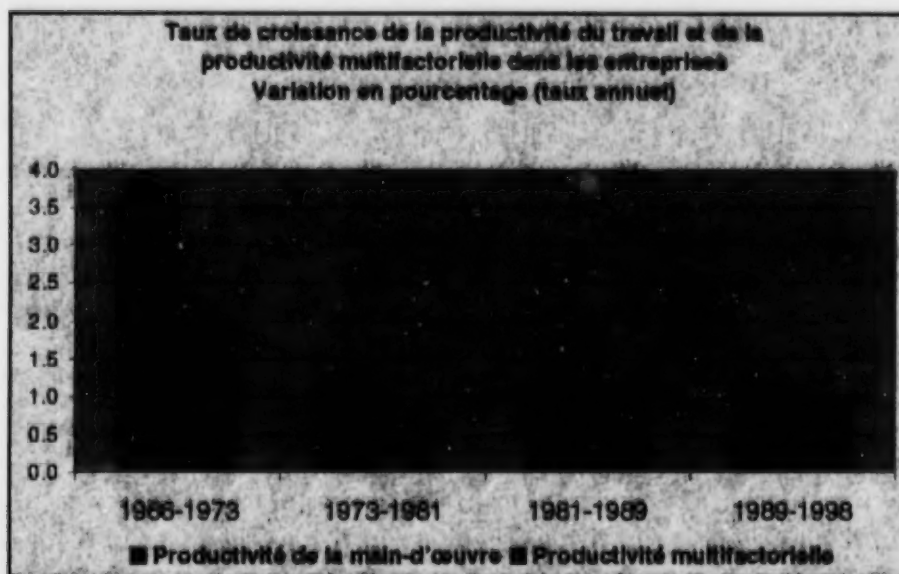 Taux de croissance de la productivité du travail et de la
productivité multifactorielle dans les entreprises
Variation en pourcentage (taux annuel)
4.0
3.5
3.0
2.5
2.0
1.5
1.0
0.5
0.0
1966-1973 1973-1981 1981-1989 1989-1998
Productivité de la main-d'œuvre Productivité multifactorielle